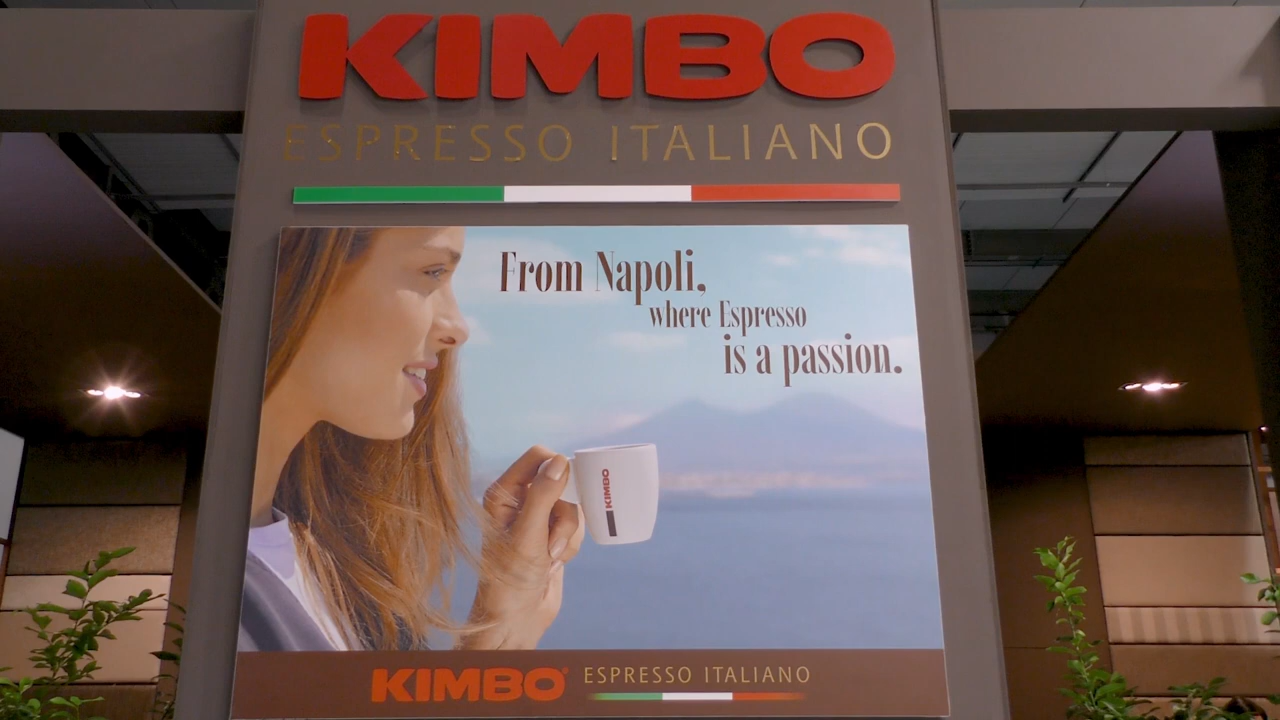 KIMBO
ESPRESSO ITALIANO
From Napoli,
where Espresso
is a passion.
KIMBO
KIMBO® ESPRESSO ITALIANO